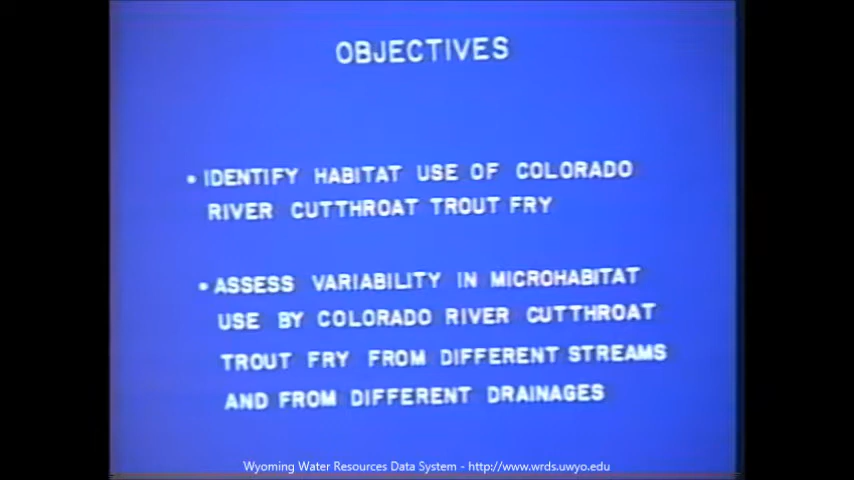 OBJECTIVES
• IDENTIFY HABITAT USE OF COLORADO
RIVER CUTTHROAT TROUT FRY
• ASSESS VARIABILITY IN MICROHABITAT
USE BY COLORADO RIVER CUTTHROAT
TROUT FRY FROM DIFFERENT STREAMS
AND FROM DIFFERENT DRAINAGES
Wyoming Water Resources Data System - http://www.wrds.uwyo.edu